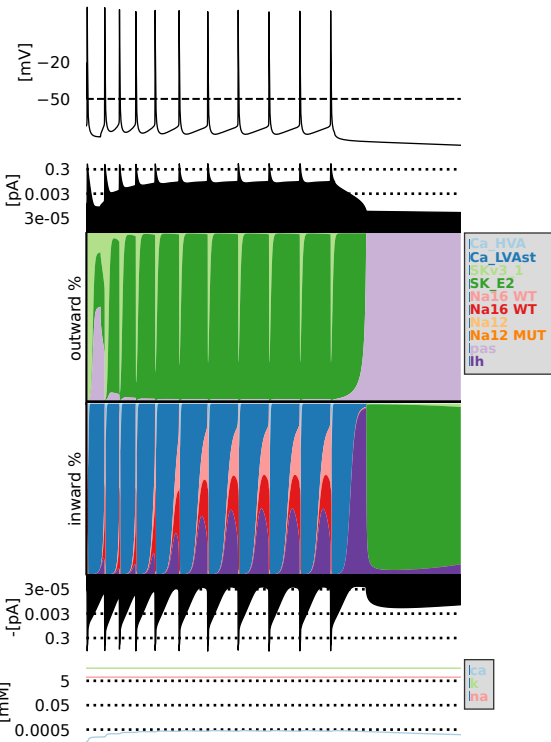 [mV]
−20
−50
[pA]
0.3
0.003
3e-05
outward %
Ca_HVA
Ca_LVAst
SKv3_1
SK_E2
Na16 WT
Na16 WT
Na12
Na12 MUT
pas
Ih
inward %
-[pA]
3e-05
0.003
0.3
[mM]
5
0.05
0.0005
ca
k
na